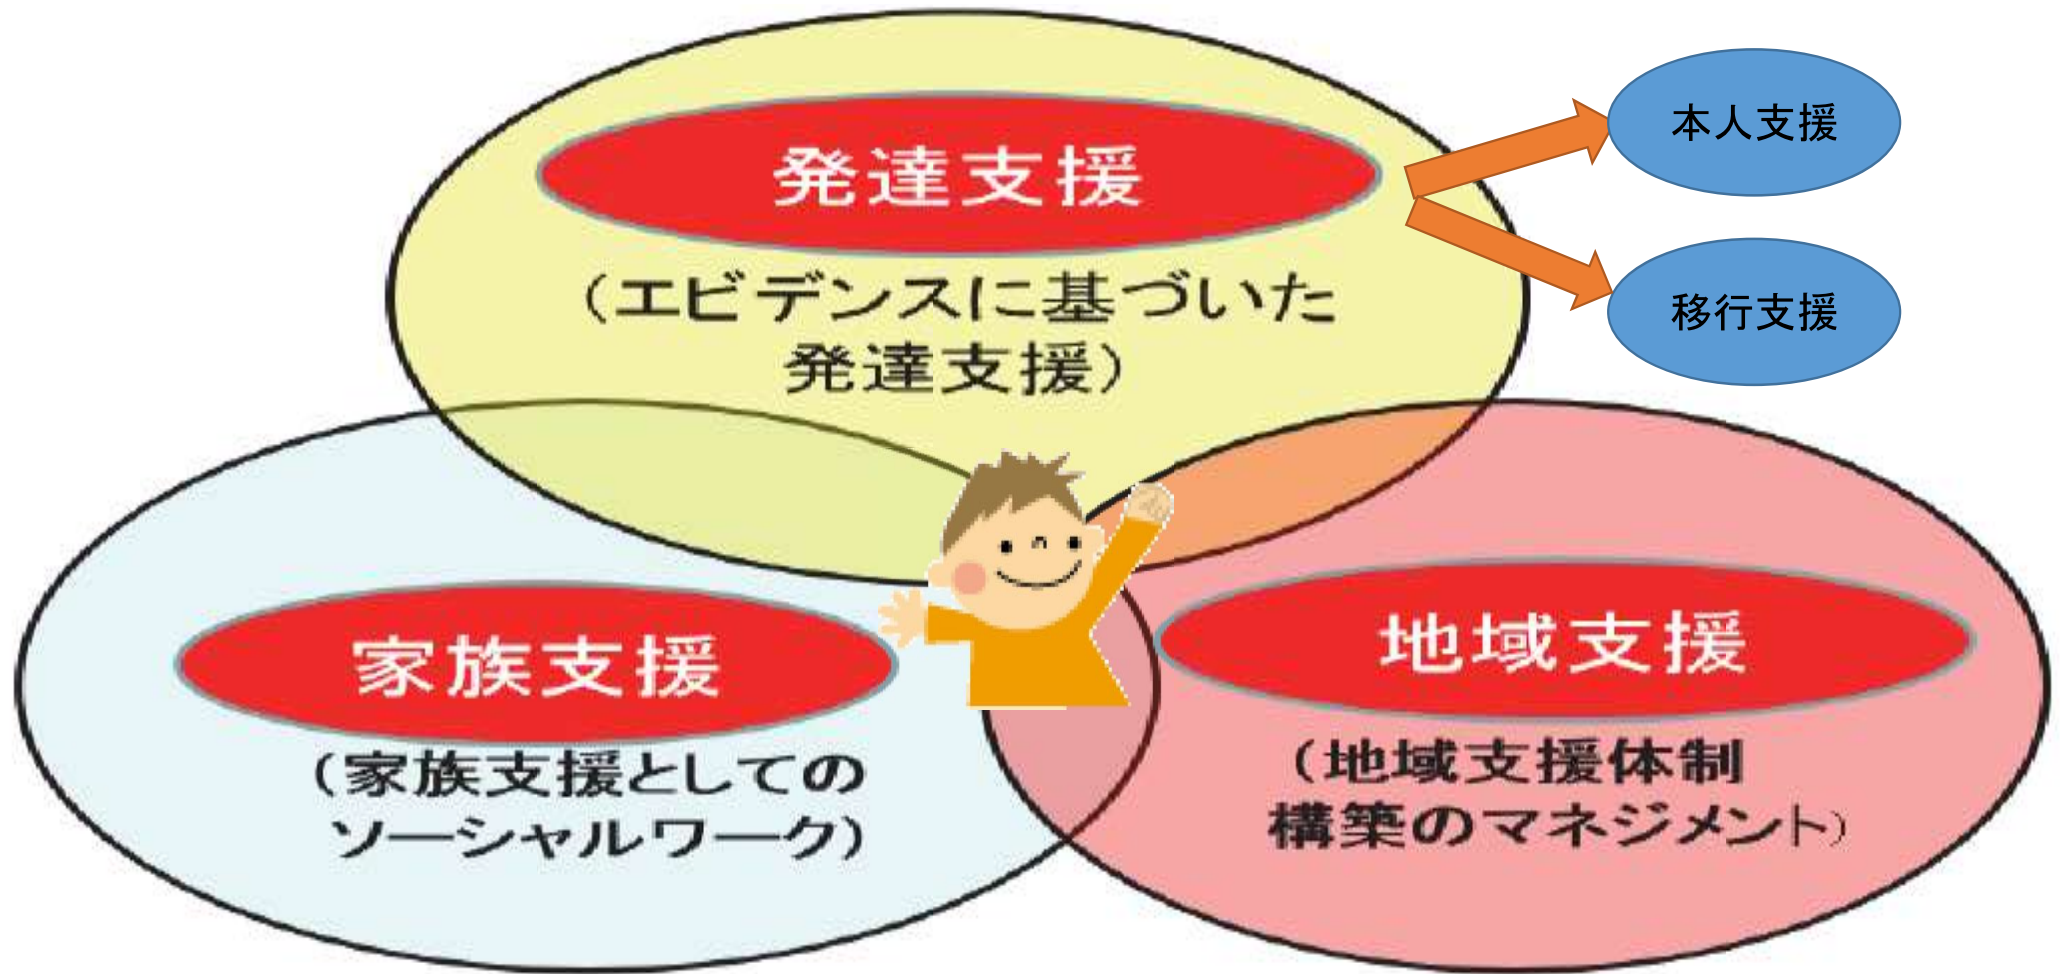 発達支援
(エビデンスに基づいた
発達支援)
本人支援
移行支援
家族支援
(家族支援としての
ソーシャルワーク)
地域支援
(地域支援体制
構築のマネジメント)